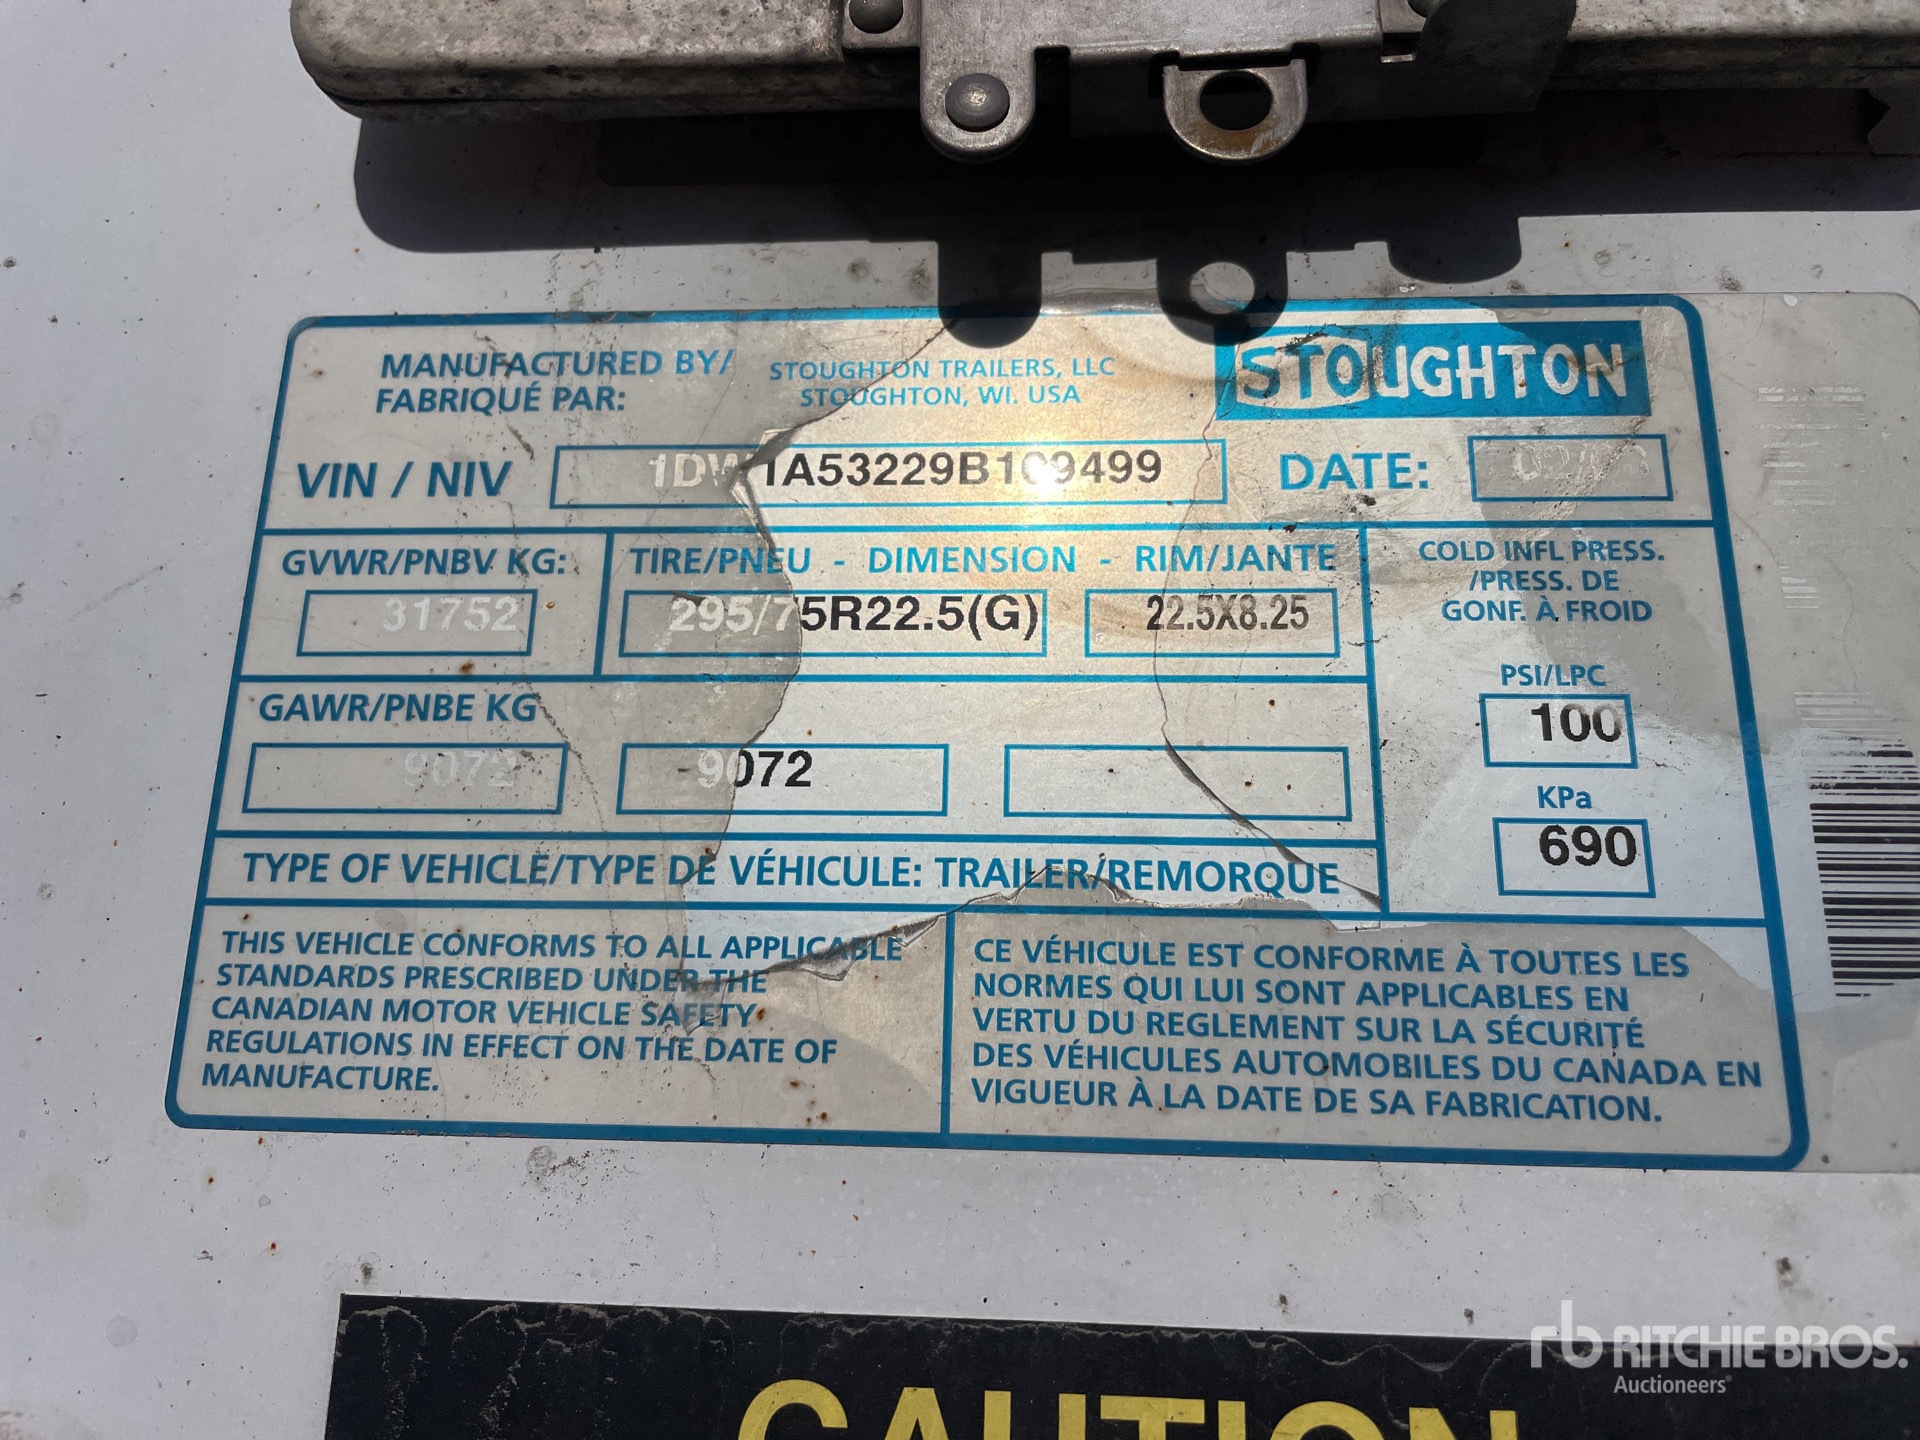 MANUFACTURED BY/
FABRIQUÉ PAR:
STOUGHTON TRAILERS, LLC
STOUGHTON, WI. USA
STOUGHTON
VIN / NIV
DATE:
GVWR/PNBV KG:
31752
TIRE/PNEU - DIMENSION - RIM/JANTE
295/75R22.5(G)
22.5X8.25
COLD INFL PRESS.
/PRESS. DE
GONF. À FROID
GAWR/PNBE KG
9072
9072
PSI/LPC
100
KPa
690
TYPE OF VEHICLE/TYPE DE VÉHICULE: TRAILER/REMORQUE
THIS VEHICLE CONFORMS TO ALL APPLICABLE
STANDARDS PRESCRIBED UNDER THE
CANADIAN MOTOR VEHICLE SAFETY
REGULATIONS IN EFFECT ON THE DATE OF
MANUFACTURE.
CE VÉHICULE EST CONFORME À TOUTES LES
NORMES QUI LUI SONT APPLICABLES EN
VERTU DU REGLEMENT SUR LA SÉCURITÉ
DES VÉHICULES AUTOMOBILES DU CANADA EN
VIGUEUR À LA DATE DE SA FABRICATION.
CAUTION
rb RITCHIE BROS.
Auctioneers